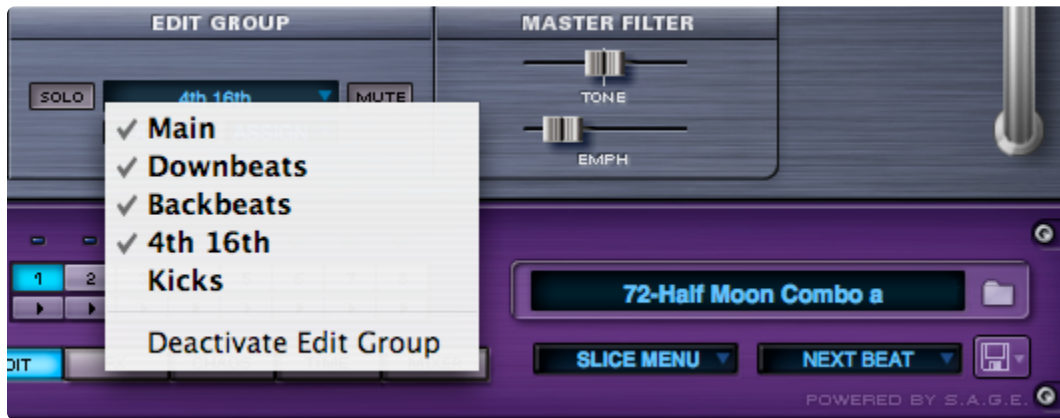 EDIT GROUP
MASTER FILTER
SOLO
4th 16th
MUTE
TONE
Main
EMPH
Downbeats
Backbeats
4th 16th
Kicks
1
2
72-Half Moon Combo a
Deactivate Edit Group
SLICE MENU
NEXT BEAT
POWERED BY S.A.G.E.